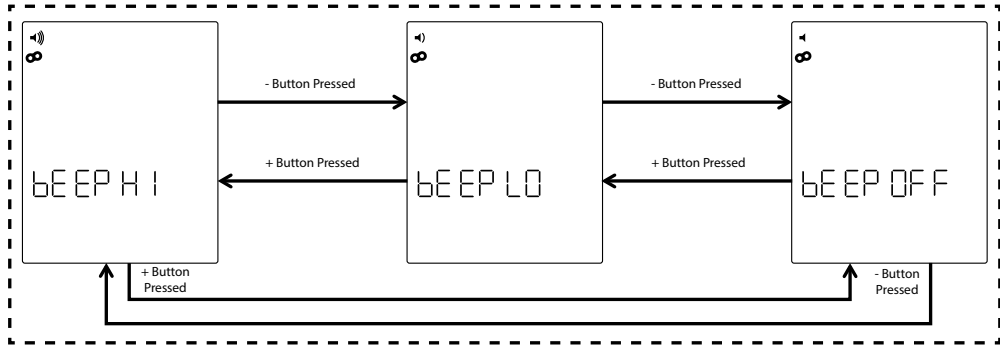 - Button Pressed
- Button Pressed
+ Button Pressed
+ Button Pressed
bEEP HI
bEEP LO
bEEP OFF
+ Button
Pressed
- Button
Pressed